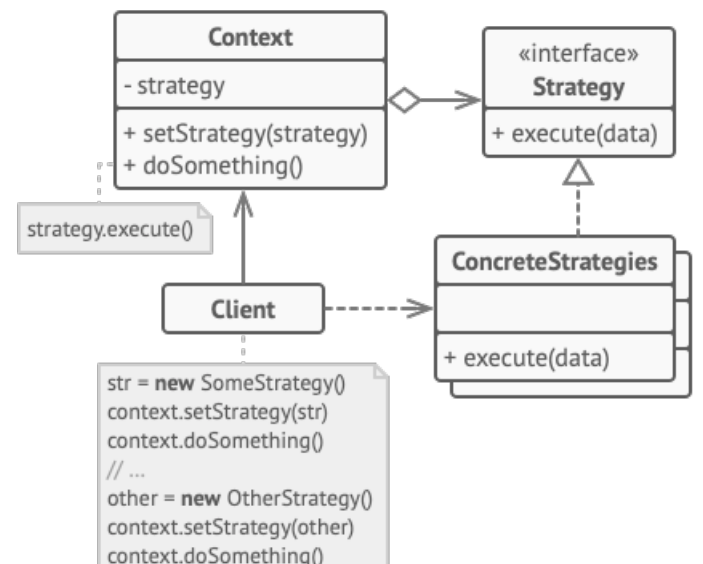 Context
- strategy
+ setStrategy(strategy)
+ doSomething()
strategy.execute()
«interface»
Strategy
+ execute(data)
ConcreteStrategies
+ execute(data)
Client
str = new SomeStrategy()
context.setStrategy(str)
context.doSomething()
// ...
other = new OtherStrategy()
context.setStrategy(other)
context.doSomething()